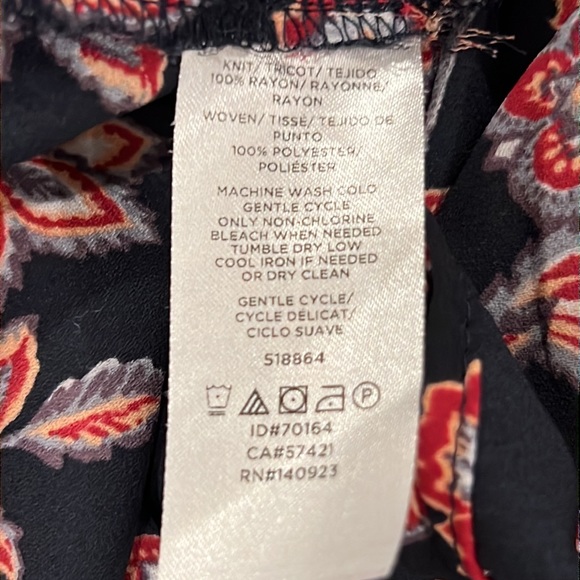 KNIT/TRICOT/TEJIDO
100% RAYON/RAYONNE/
RAYON
WOVEN/TISSÉ/TEJIDO DE
PUNTO
100% POLYESTER/
POLIÉSTER
MACHINE WASH COLD
GENTLE CYCLE
ONLY NON-CHLORINE
BLEACH WHEN NEEDED
TUMBLE DRY LOW
COOL IRON IF NEEDED
OR DRY CLEAN
GENTLE CYCLE/
CYCLE DELICAT/
CICLO SUAVE
518864
P
ID#70164
CA#57421
RN#140923